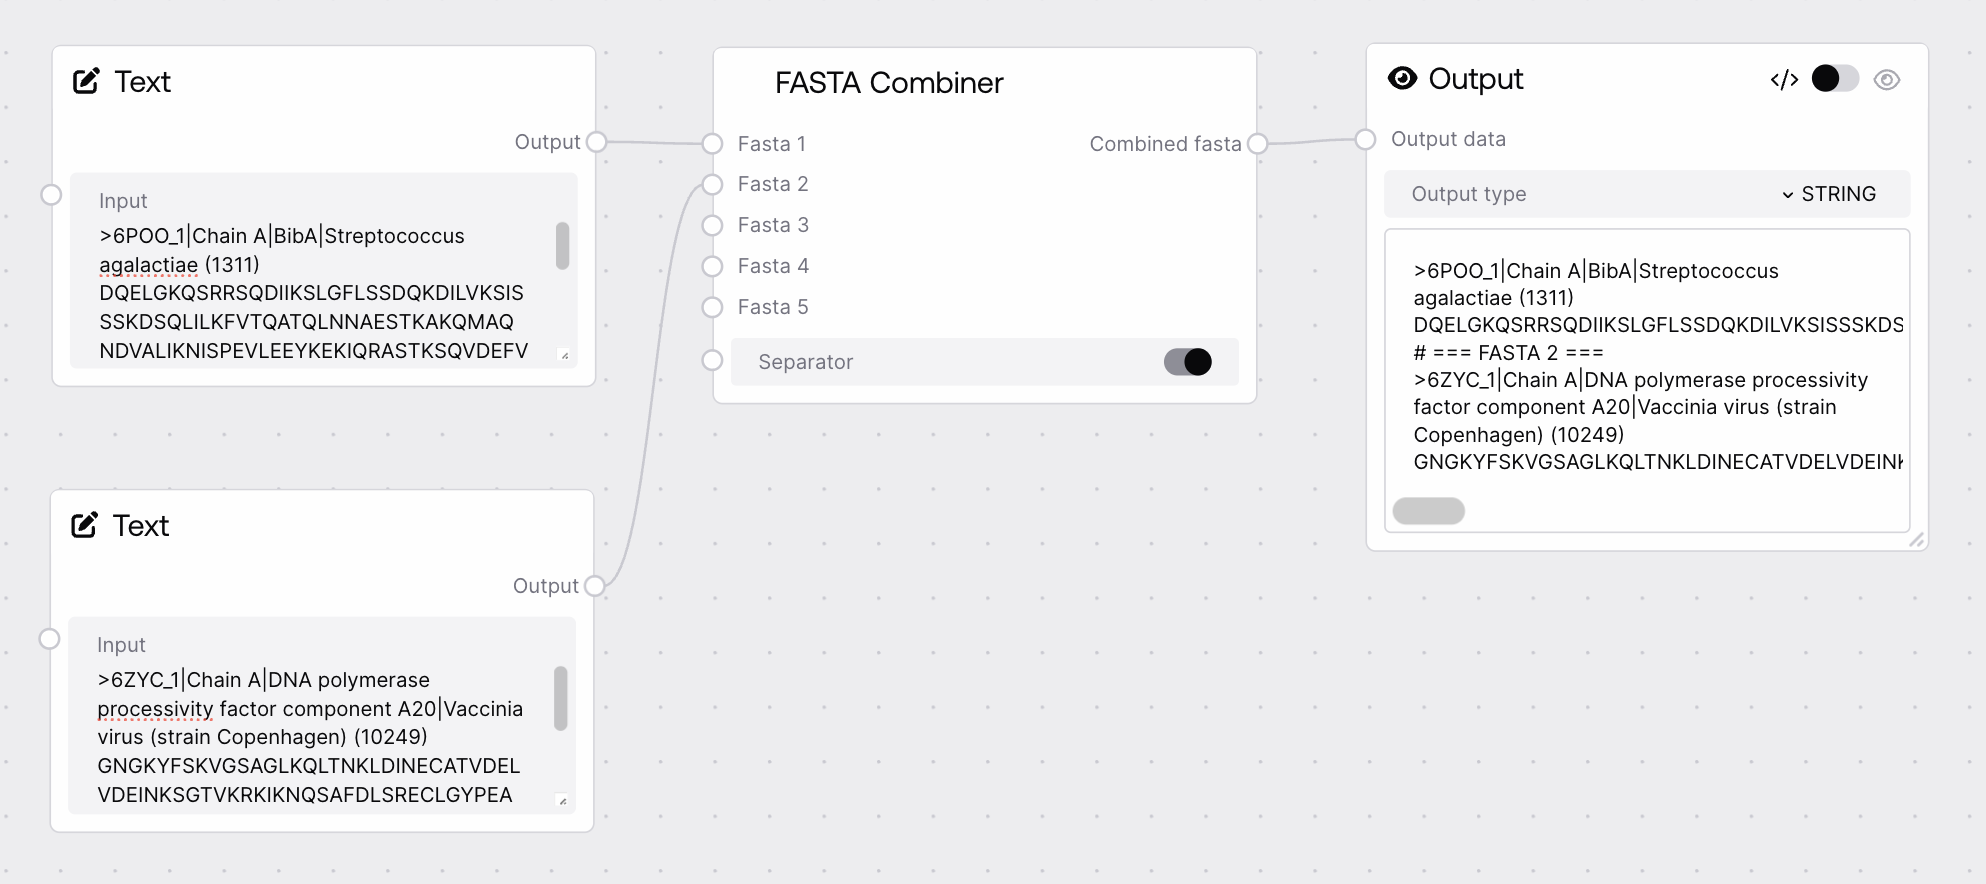 Text
Output
Input
>6POO_1|Chain A|BibA|Streptococcus
agalactiae (1311)
DQELGKQSRRSQDIIKSLGFLSSDQKDILVKSIS
SSKDSQLILKFVTQATQLNNAESTKAKQMAQ
NDVALIKNISPEVLEEYKEKIQRASTKSQVDEFV
Text
Output
Input
>6ZYC_1|Chain A|DNA polymerase
processivity factor component A20|Vaccinia
virus (strain Copenhagen) (10249)
GNGKYFSKVGSAGLKQLTNKLDINECATVDEL
VDEINKSGTVKRKIKNQSAFDLSRECLGYPEA
FASTA Combiner
Fasta 1
Combined fasta
Fasta 2
Fasta 3
Fasta 4
Fasta 5
Separator
Output
</>
Output data
Output type
STRING
>6POO_1|Chain A|BibA|Streptococcus
agalactiae (1311)
DQELGKQSRRSQDIIKSLGFLSSDQKDILVKSISSSKDS
# === FASTA 2 ===
>6ZYC_1|Chain A|DNA polymerase processivity
factor component A20|Vaccinia virus (strain
Copenhagen) (10249)
GNGKYFSKVGSAGLKQLTNKLDINECATVDELVDEINK